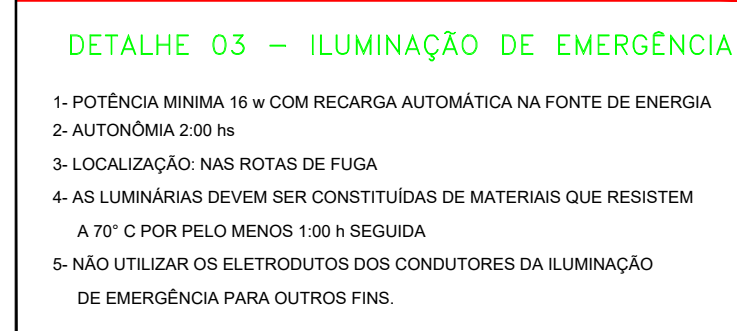 DETALHE 03 – ILUMINAÇÃO DE EMERGÊNCIA
1- POTÊNCIA MINIMA 16 w COM RECARGA AUTOMÁTICA NA FONTE DE ENERGIA
2- AUTONÔMIA 2:00 hs
3- LOCALIZAÇÃO: NAS ROTAS DE FUGA
4- AS LUMINÁRIAS DEVEM SER CONSTITUÍDAS DE MATERIAIS QUE RESISTEM
A 70° C POR PELO MENOS 1:00 h SEGUIDA
5- NÃO UTILIZAR OS ELETRODUTOS DOS CONDUTORES DA ILUMINAÇÃO
DE EMERGÊNCIA PARA OUTROS FINS.